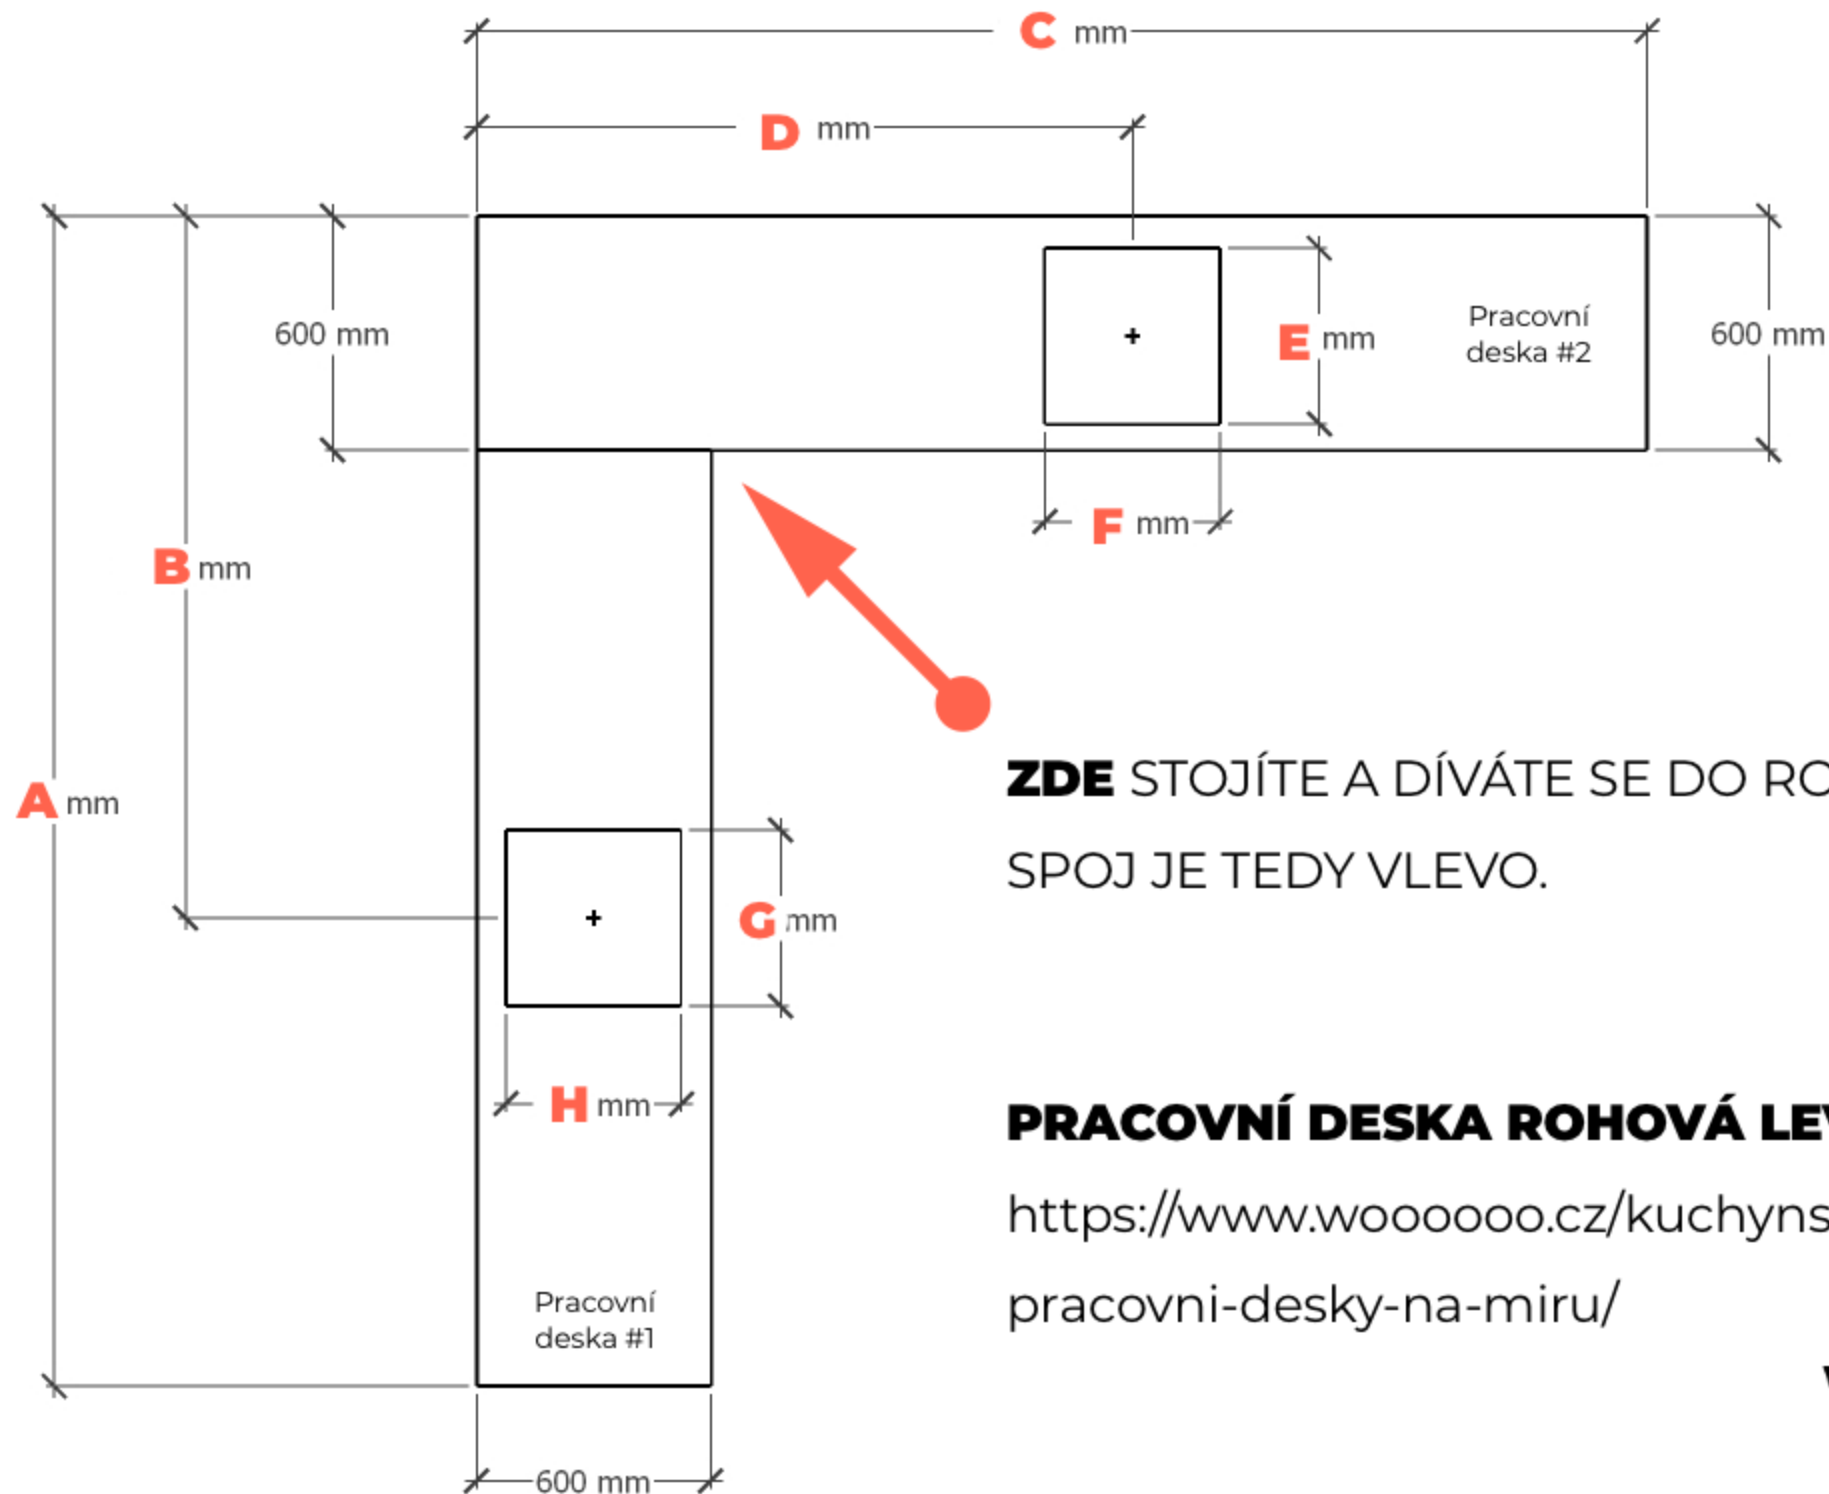 C mm
D mm
600 mm
E mm
Pracovní
deska #2
600 mm
F mm
B mm
ZDE STOJÍTE A DÍVÁTE SE DO
A mm
SPOJ JE TEDY VLEVO.
G mm
H mm
PRACOVNÍ DESKA ROHOVÁ
https://www.woooooo.cz/kuchyns
pracovni-desky-na-miru/
Pracovní
deska #1
600 mm